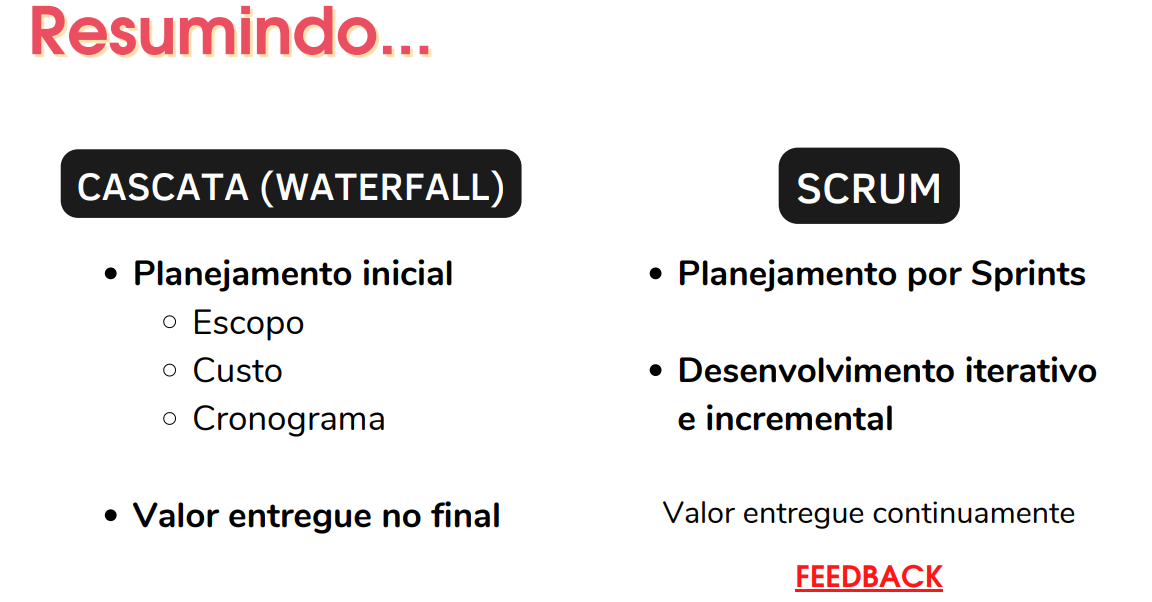 Resumindo...
CASCATA (WATERFALL)
• Planejamento inicial
○ Escopo
○ Custo
○ Cronograma
• Valor entregue no final
SCRUM
• Planejamento por Sprints
• Desenvolvimento iterativo
e incremental
Valor entregue continuamente
FEEDBACK